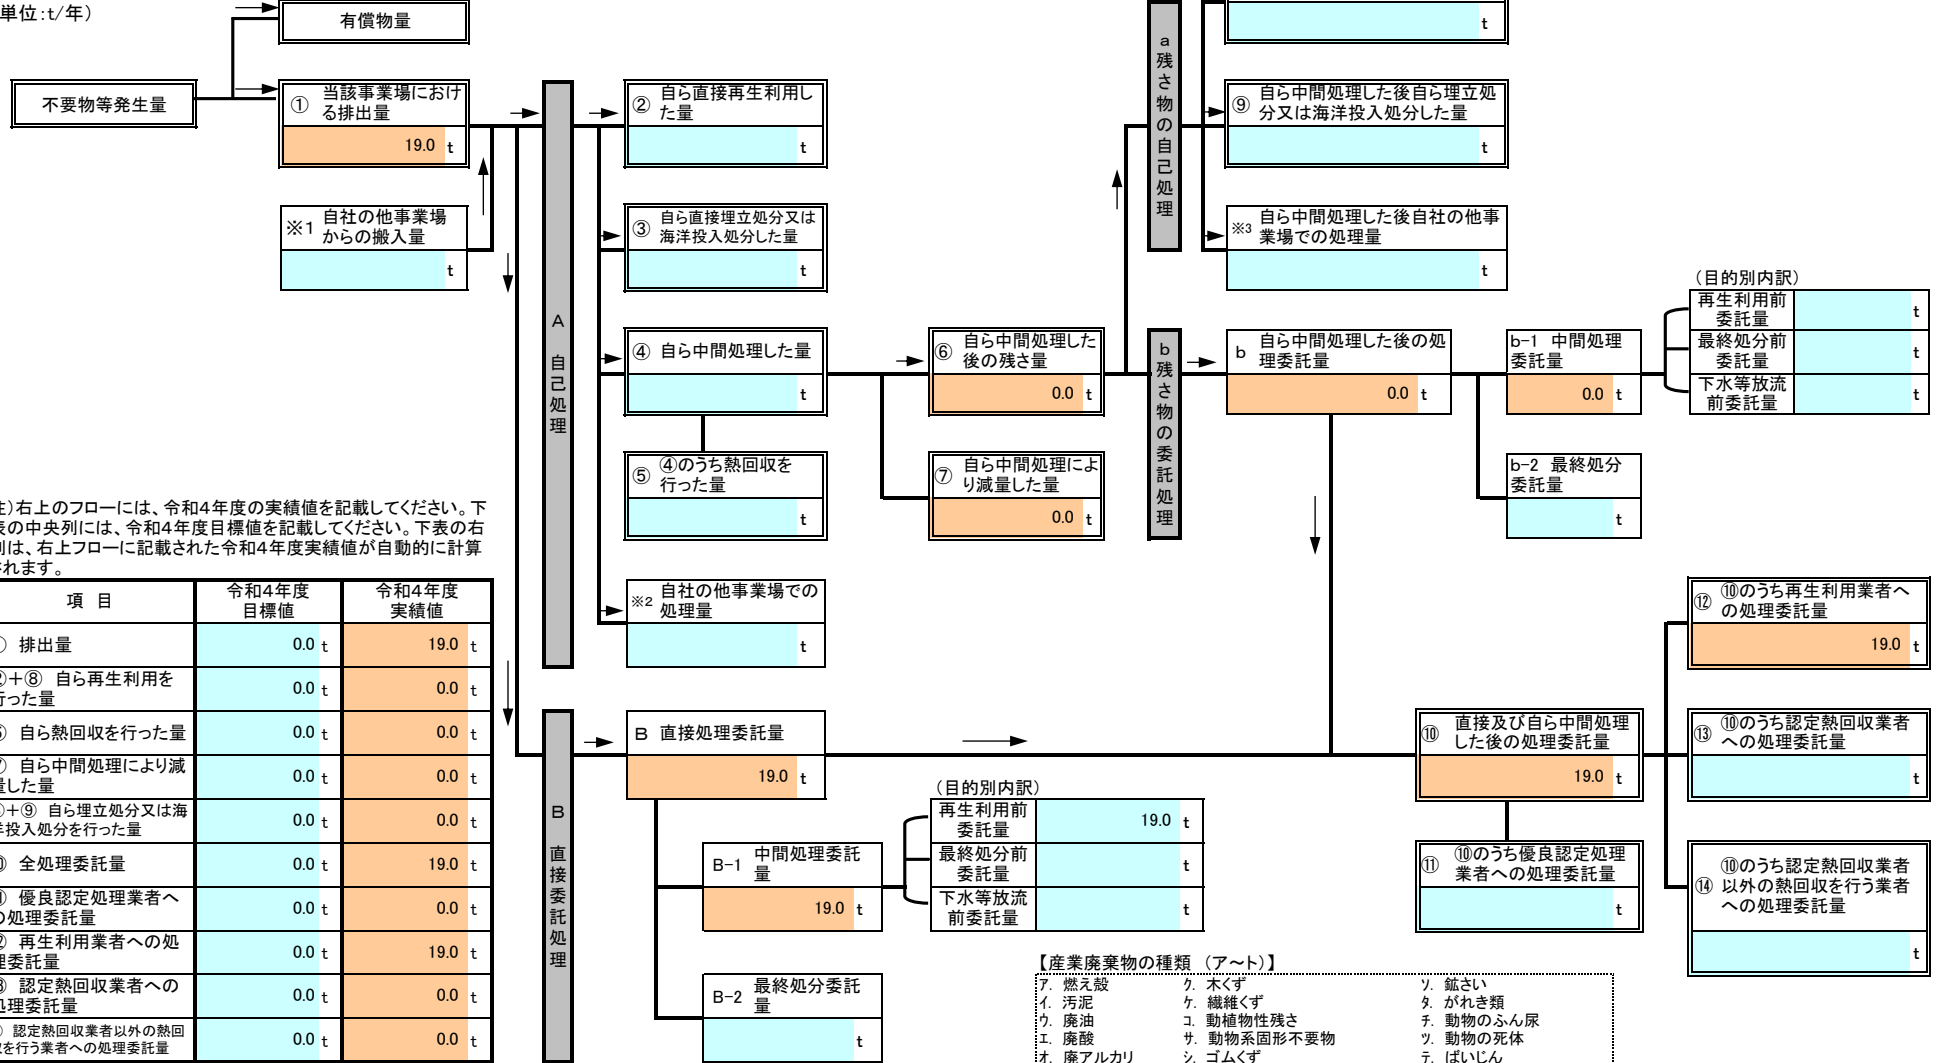 単位:t/年）
有償物量
不要物等発生量
① 当該事業場におけ
る排出量
19.0 t
※1 自社の他事業場
からの搬入量
t
A 自己処理
② 自ら直接再生利用し
た量
t
③ 自ら直接埋立処分又は
海洋投入処分した量
t
④ 自ら中間処理した量
t
⑤ ④のうち熱回収を
行った量
t
※2 自社の他事業場での
処理量
t
⑥ 自ら中間処理した
後の残さ量
0.0 t
⑦ 自ら中間処理によ
り減量した量
0.0 t
a 残さ物の自己処理
t
⑨ 自ら中間処理した後自ら埋立処
分又は海洋投入処分した量
t
※3 自ら中間処理した後自社の他事
業場での処理量
t
b 残さ物の委託処理
b 自ら中間処理した後の処
理委託量
0.0 t
b-1 中間処理
委託量
0.0 t
b-2 最終処分
委託量
t
（目的別内訳）
再生利用前
委託量
t
最終処分前
委託量
t
下水等放流
前委託量
t
)右上のフローには、令和4年度の実績値を記載してください。下
の中央列には、令和4年度目標値を記載してください。下表の右
は、右上フローに記載された令和4年度実績値が自動的に計算
れます。
項 目
令和4年度
目標値
令和4年度
実績値
排出量
0.0 t
19.0 t
＋⑧ 自ら再生利用を
行った量
0.0 t
0.0 t
自ら熱回収を行った量
0.0 t
0.0 t
自ら中間処理により減
量した量
0.0 t
0.0 t
＋⑨ 自ら埋立処分又は海
洋投入処分を行った量
0.0 t
0.0 t
全処理委託量
0.0 t
19.0 t
優良認定処理業者へ
の処理委託量
0.0 t
0.0 t
再生利用業者への処
理委託量
0.0 t
19.0 t
認定熱回収業者への
処理委託量
0.0 t
0.0 t
認定熱回収業者以外の熱回
収を行う業者への処理委託量
0.0 t
0.0 t
B 直接委託処理
B 直接処理委託量
19.0 t
B-1 中間処理委託
量
19.0 t
B-2 最終処分委託
量
t
（目的別内訳）
再生利用前
委託量
19.0 t
最終処分前
委託量
t
下水等放流
前委託量
t
⑩ 直接及び自ら中間処理
した後の処理委託量
19.0 t
⑪ ⑩のうち優良認定処理
業者への処理委託量
t
⑫ ⑩のうち再生利用業者へ
の処理委託量
19.0 t
⑬ ⑩のうち認定熱回収業者
への処理委託量
t
⑭ ⑩のうち認定熱回収業者
以外の熱回収を行う業者
への処理委託量
t
【産業廃棄物の種類 （ア～ト）】
ｱ. 燃え殻 ｸ. 木くず ｿ. 鉱さい
ｲ. 汚泥 ｹ. 繊維くず ﾀ. がれき類
ｳ. 廃油 ｺ. 動植物性残さ ﾁ. 動物のふん尿
ｴ. 廃酸 ｻ. 動物系固形不要物 ﾂ. 動物の死体
ｵ. 廃アルカリ ｼ. ゴムくず ﾃ. ばいじん